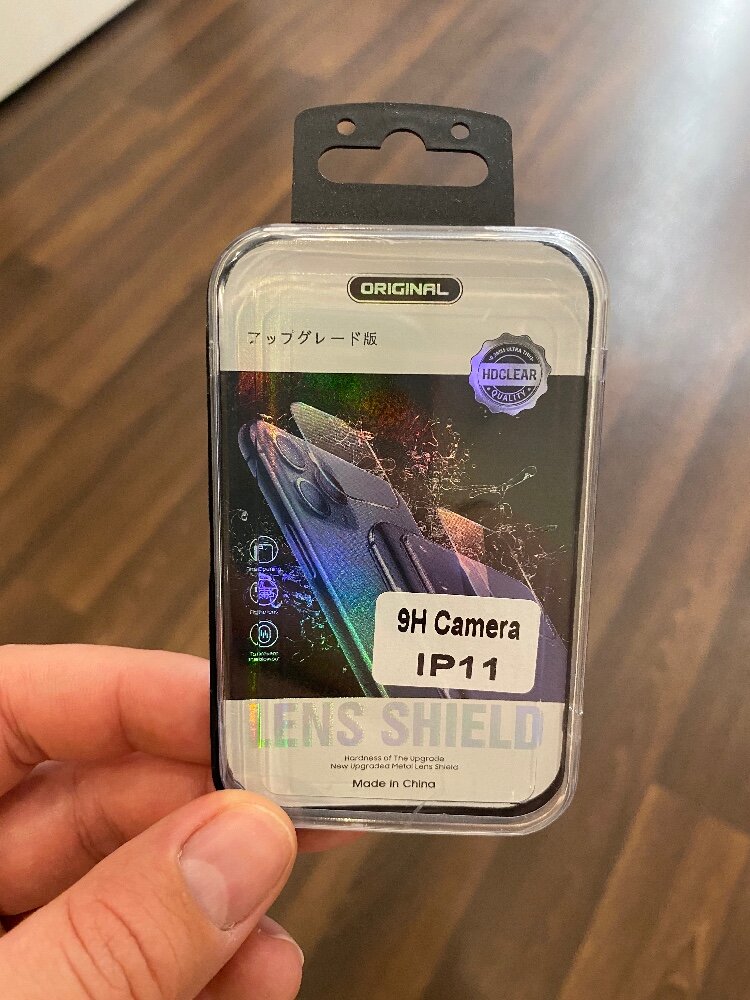 ORIGINAL
アップグレード版
HDCLEAR
QUALITY
9H Camera
IP11
LENS SHIELD
Hardness of The Upgrade
New Upgraded Metal Lens Shield
Made in China